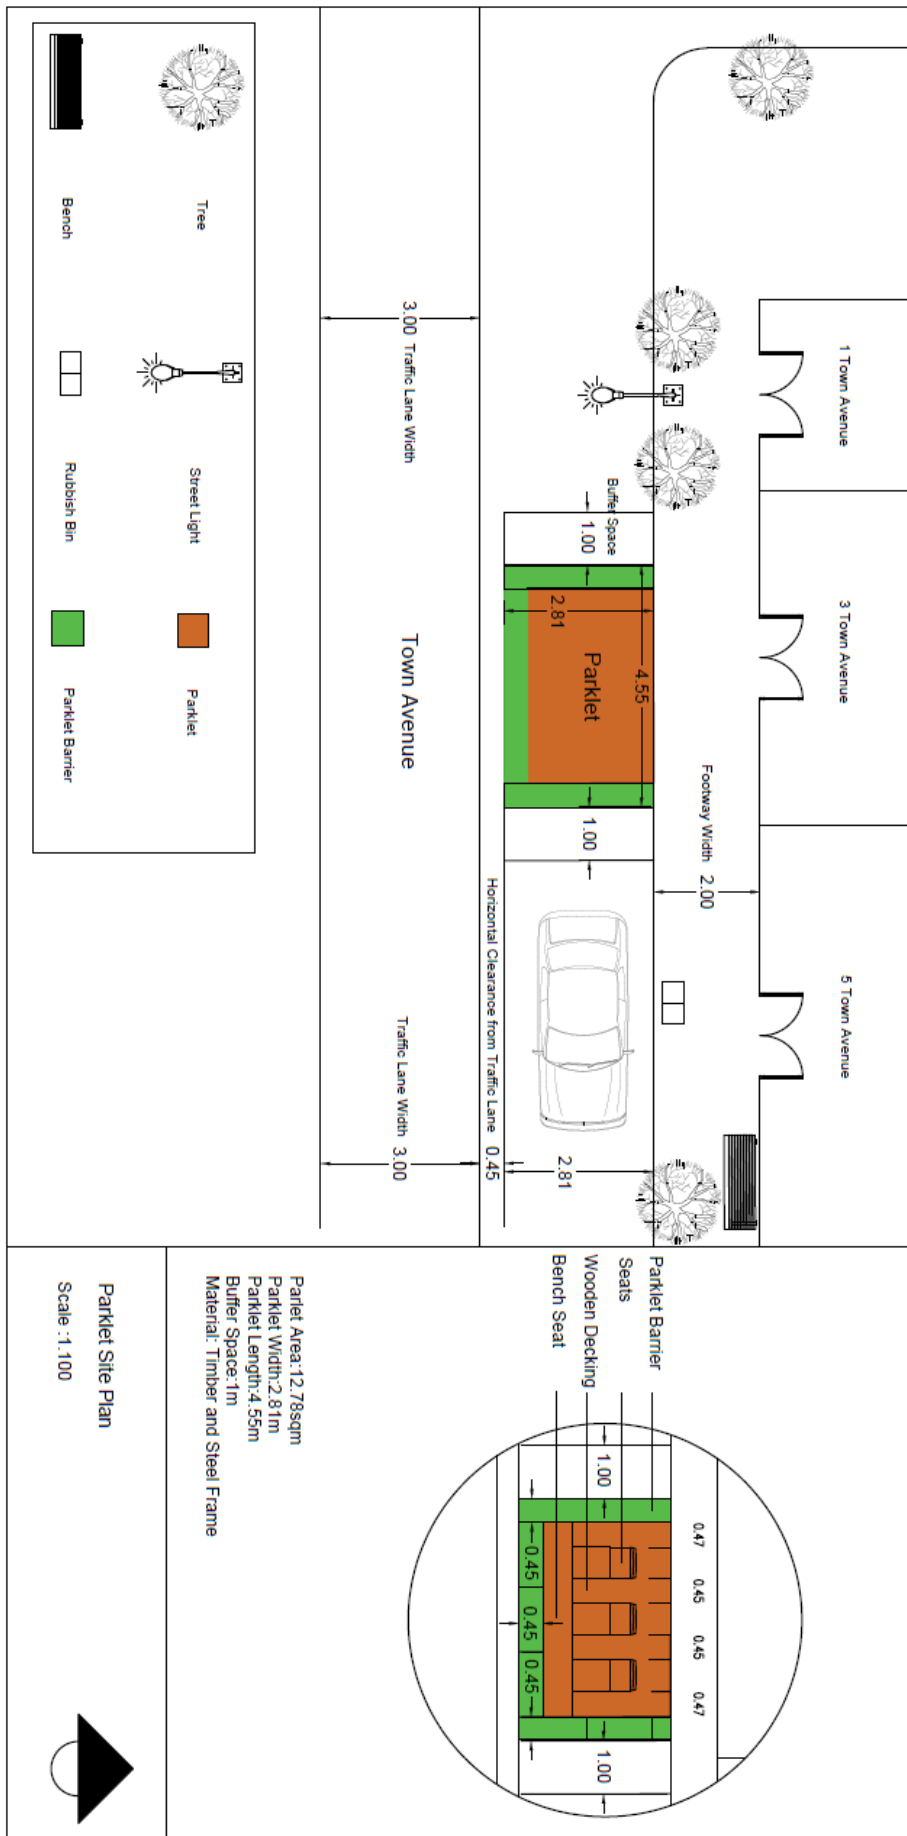 1 Town Avenue
3 Town Avenue
5 Town Avenue
Footway Width 2.00
Buffer Space
1.00
2.81
4.55
Parklet
1.00
2.81
Horizontal Clearance from Traffic Lane 0.45
3.00 Traffic Lane Width
Town Avenue
Traffic Lane Width 3.00
Tree
Street Light
Parklet
Bench
Rubbish Bin
Parklet Barrier
Parklet Barrier
Seats
Wooden Decking
Bench Seat
0.47
0.45
0.45
0.47
1.00
0.45
0.45
0.45
1.00
Parlet Area:12.78sqm
Parklet Width:2.81m
Parklet Length:4.55m
Buffer Space:1m
Material: Timber and Steel Frame
Parklet Site Plan
Scale :1.100